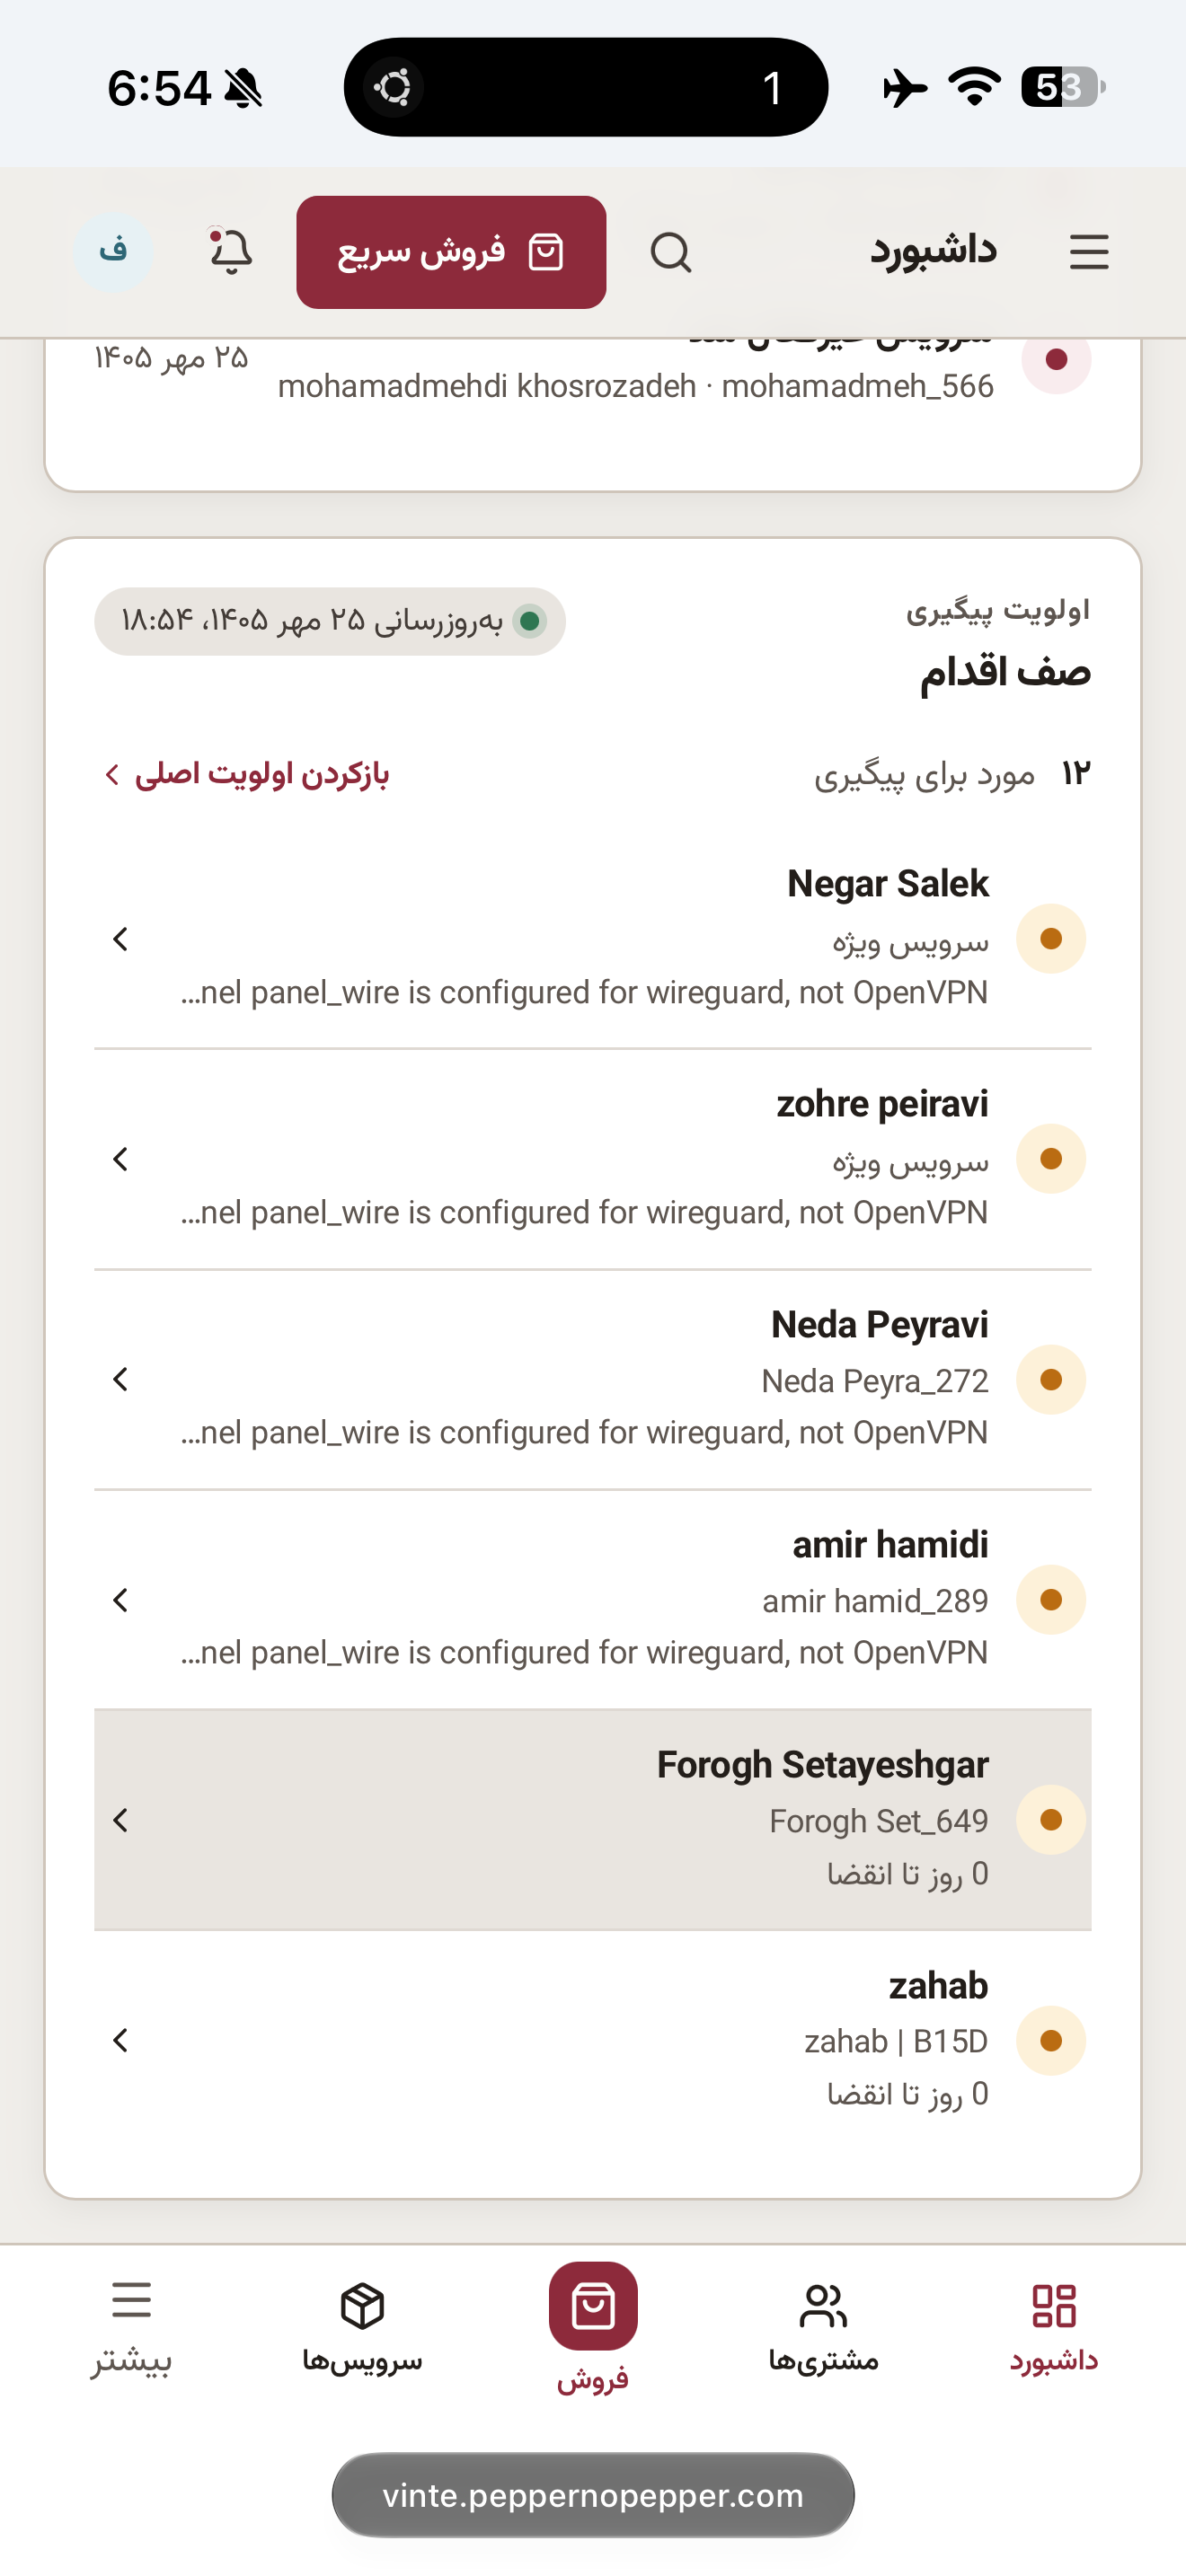 6:54
1
53
داشبورد
فروش سریع
ف
سرویس غیرفعال شد
۲۵ مهر ۱۴۰۵
mohamadmehdi khosrozadeh · mohamadmeh_566
اولویت پیگیری
به‌روزرسانی ۲۵ مهر ۱۴۰۵، ۱۸:۵۴
صف اقدام
۱۲ مورد برای پیگیری
بازکردن اولویت اصلی
Negar Salek
سرویس ویژه
...nel panel_wire is configured for wireguard, not OpenVPN
zohre peiravi
سرویس ویژه
...nel panel_wire is configured for wireguard, not OpenVPN
Neda Peyravi
Neda Peyra_272
...nel panel_wire is configured for wireguard, not OpenVPN
amir hamidi
amir hamid_289
...nel panel_wire is configured for wireguard, not OpenVPN
Forogh Setayeshgar
Forogh Set_649
0 روز تا انقضا
zahab
zahab | B15D
0 روز تا انقضا
داشبورد
مشتری‌ها
فروش
سرویس‌ها
بیشتر
vinte.peppernopepper.com